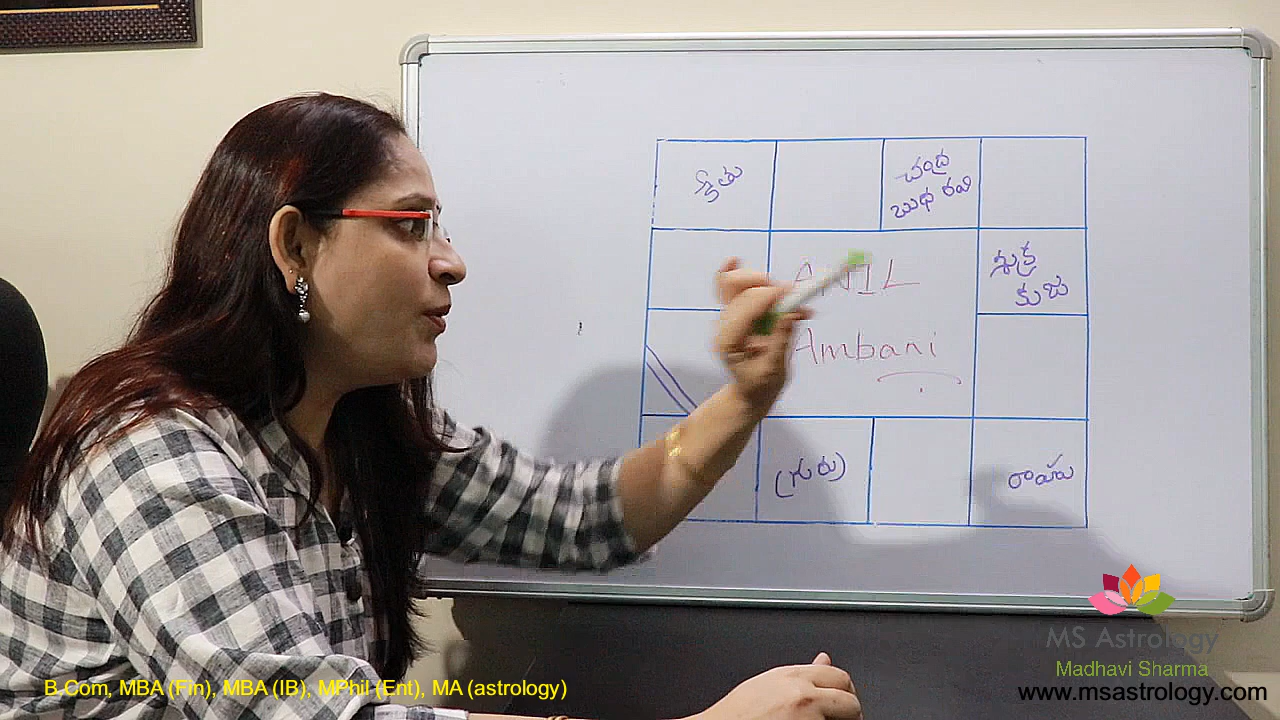 కేతు
చంద్ర
బుధ రవి
శుక్ర
కుజ
ANIL
Ambani
(గురు)
రాహు
MS Astrology
Madhavi Sharma
B.Com, MBA (Fin), MBA (IB), MPhil (Ent), MA (astrology)
www.msastrology.com